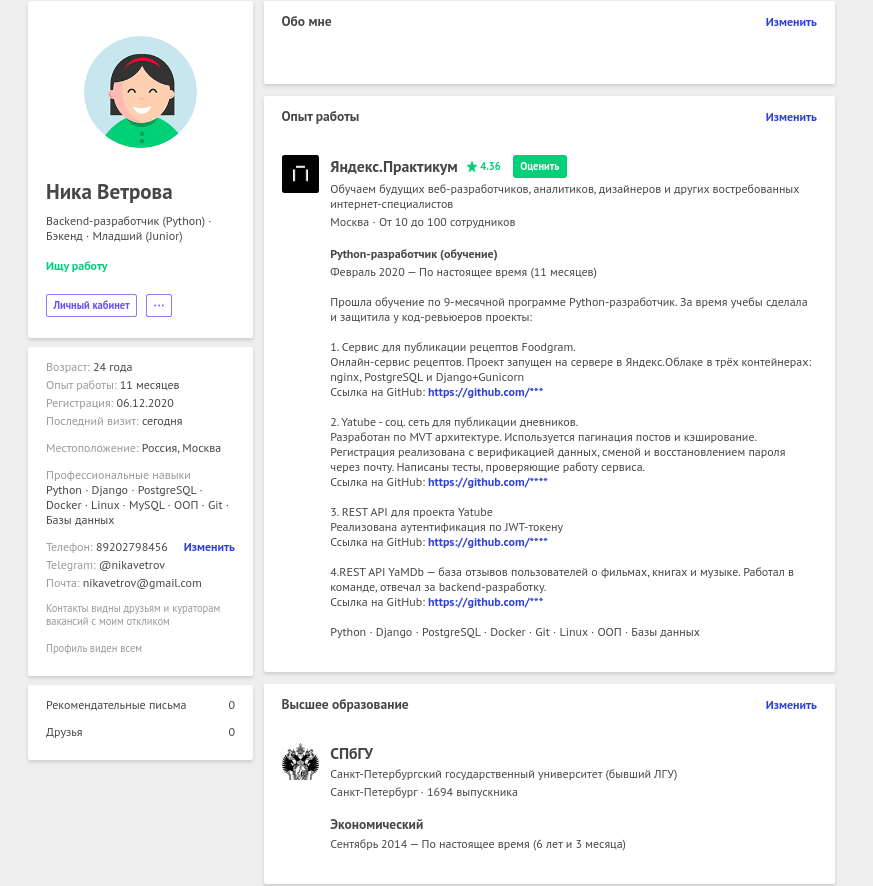 Ника Ветрова
Backend-разработчик (Python) ·
Бэкенд · Младший (Junior)
Ищу работу
Личный кабинет
···
Возраст: 24 года
Опыт работы: 11 месяцев
Регистрация: 06.12.2020
Последний визит: сегодня
Местоположение: Россия, Москва
Профессиональные навыки
Python · Django · PostgreSQL ·
Docker · Linux · MySQL · ООП · Git ·
Базы данных
Телефон: 89202798456 Изменить
Telegram: @nikavetrov
Почта: nikavetrov@gmail.com
Контакты видны друзьям и кураторам
вакансий с моим откликом
Профиль виден всем
Рекомендательные письма 0
Друзья 0
Обо мне Изменить
Опыт работы Изменить
Яндекс.Практикум ★ 4.36 Оценить
Обучаем будущих веб-разработчиков, аналитиков, дизайнеров и других востребованных
интернет-специалистов
Москва · От 10 до 100 сотрудников
Python-разработчик (обучение)
Февраль 2020 — По настоящее время (11 месяцев)
Прошла обучение по 9-месячной программе Python-разработчик. За время учебы сделала
и защитила у код-ревьюеров проекты:
1. Сервис для публикации рецептов Foodgram.
Онлайн-сервис рецептов. Проект запущен на сервере в Яндекс.Облаке в трёх контейнерах:
nginx, PostgreSQL и Django+Gunicorn
Ссылка на GitHub: https://github.com/***
2. Yatube - соц. сеть для публикации дневников.
Разработан по MVT архитектуре. Используется пагинация постов и кэширование.
Регистрация реализована с верификацией данных, сменой и восстановлением пароля
через почту. Написаны тесты, проверяющие работу сервиса.
Ссылка на GitHub: https://github.com/****
3. REST API для проекта Yatube
Реализована аутентификация по JWT-токену
Ссылка на GitHub: https://github.com/****
4.REST API YaMDb — база отзывов пользователей о фильмах, книгах и музыке. Работал в
команде, отвечал за backend-разработку.
Ссылка на GitHub: https://github.com/***
Python · Django · PostgreSQL · Docker · Git · Linux · ООП · Базы данных
Высшее образование Изменить
СПбГУ
Санкт-Петербургский государственный университет (бывший ЛГУ)
Санкт-Петербург · 1694 выпускника
Экономический
Сентябрь 2014 — По настоящее время (6 лет и 3 месяца)